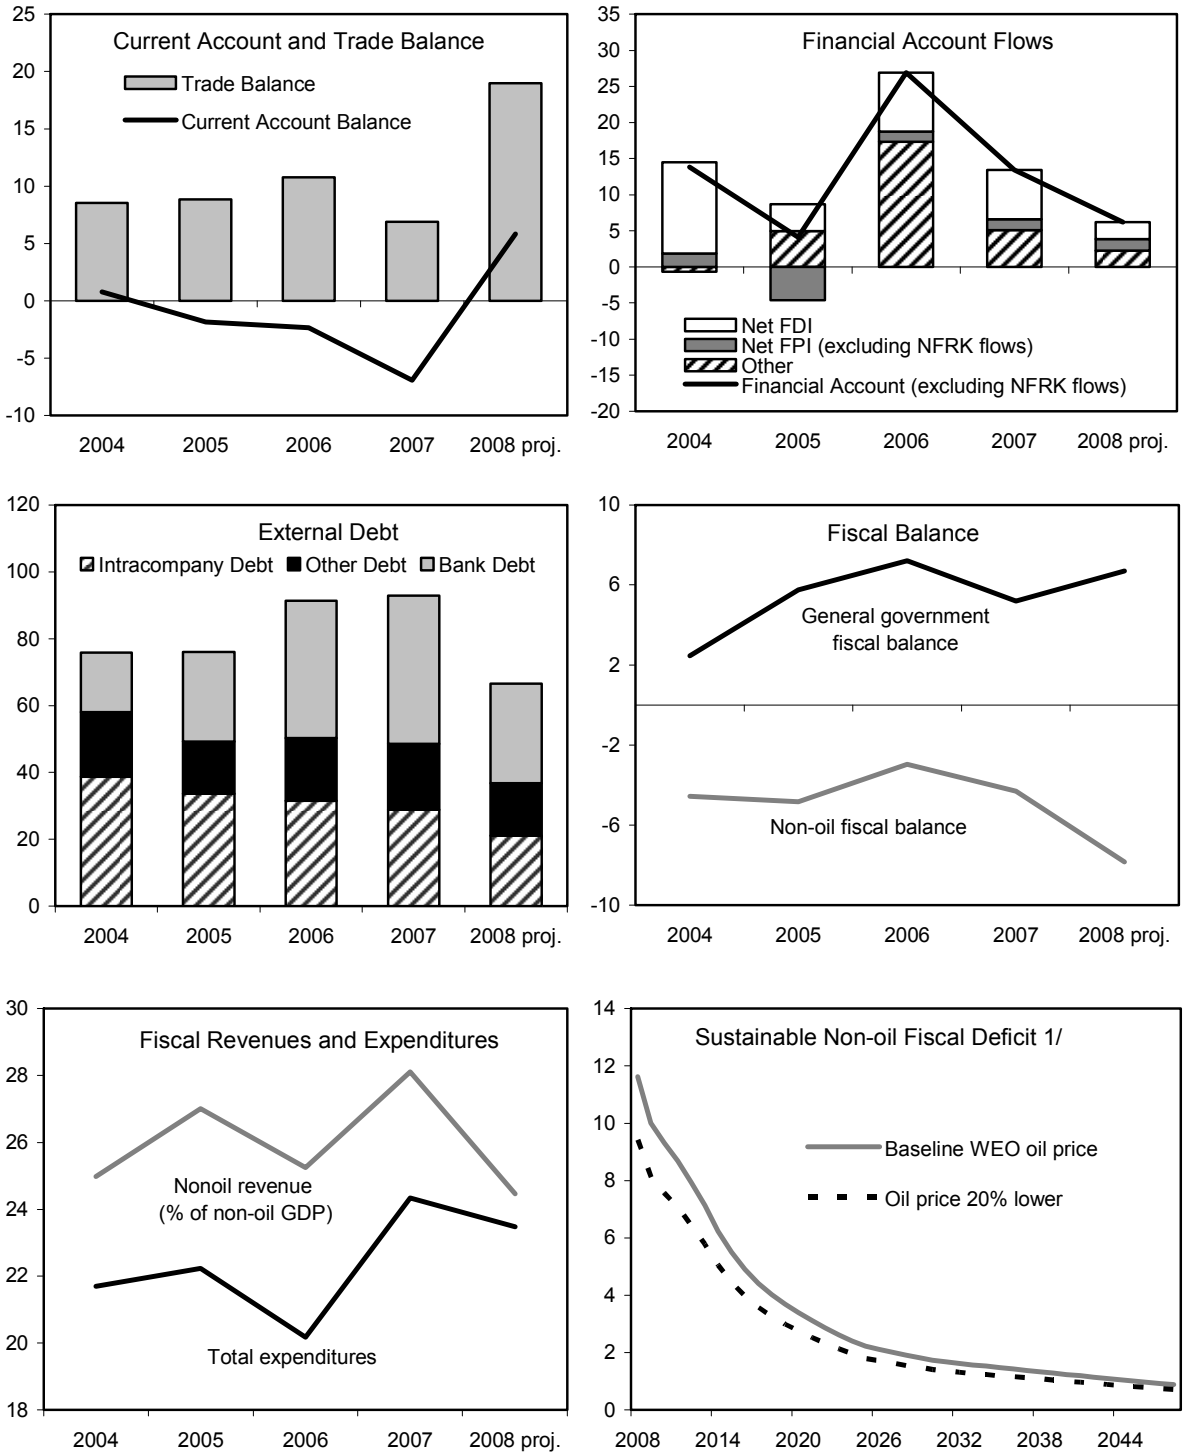 Current Account and Trade Balance
Trade Balance
Current Account Balance
25
20
15
10
5
0
-5
-10
2004
2005
2006
2007
2008 proj.
Financial Account Flows
35
30
25
20
15
10
5
0
-5
-10
-15
-20
Net FDI
Net FPI (excluding NFRK flows)
Other
Financial Account (excluding NFRK flows)
2004
2005
2006
2007
2008 proj.
External Debt
Intracompany Debt
Other Debt
Bank Debt
120
100
80
60
40
20
0
2004
2005
2006
2007
2008 proj.
Fiscal Balance
10
6
2
-2
-6
-10
General government
fiscal balance
Non-oil fiscal balance
2004
2005
2006
2007
2008 proj.
Fiscal Revenues and Expenditures
30
28
26
24
22
20
18
Nonoil revenue
(% of non-oil GDP)
Total expenditures
2004
2005
2006
2007
2008 proj.
Sustainable Non-oil Fiscal Deficit 1/
14
12
10
8
6
4
2
0
Baseline WEO oil price
Oil price 20% lower
2008
2014
2020
2026
2032
2038
2044